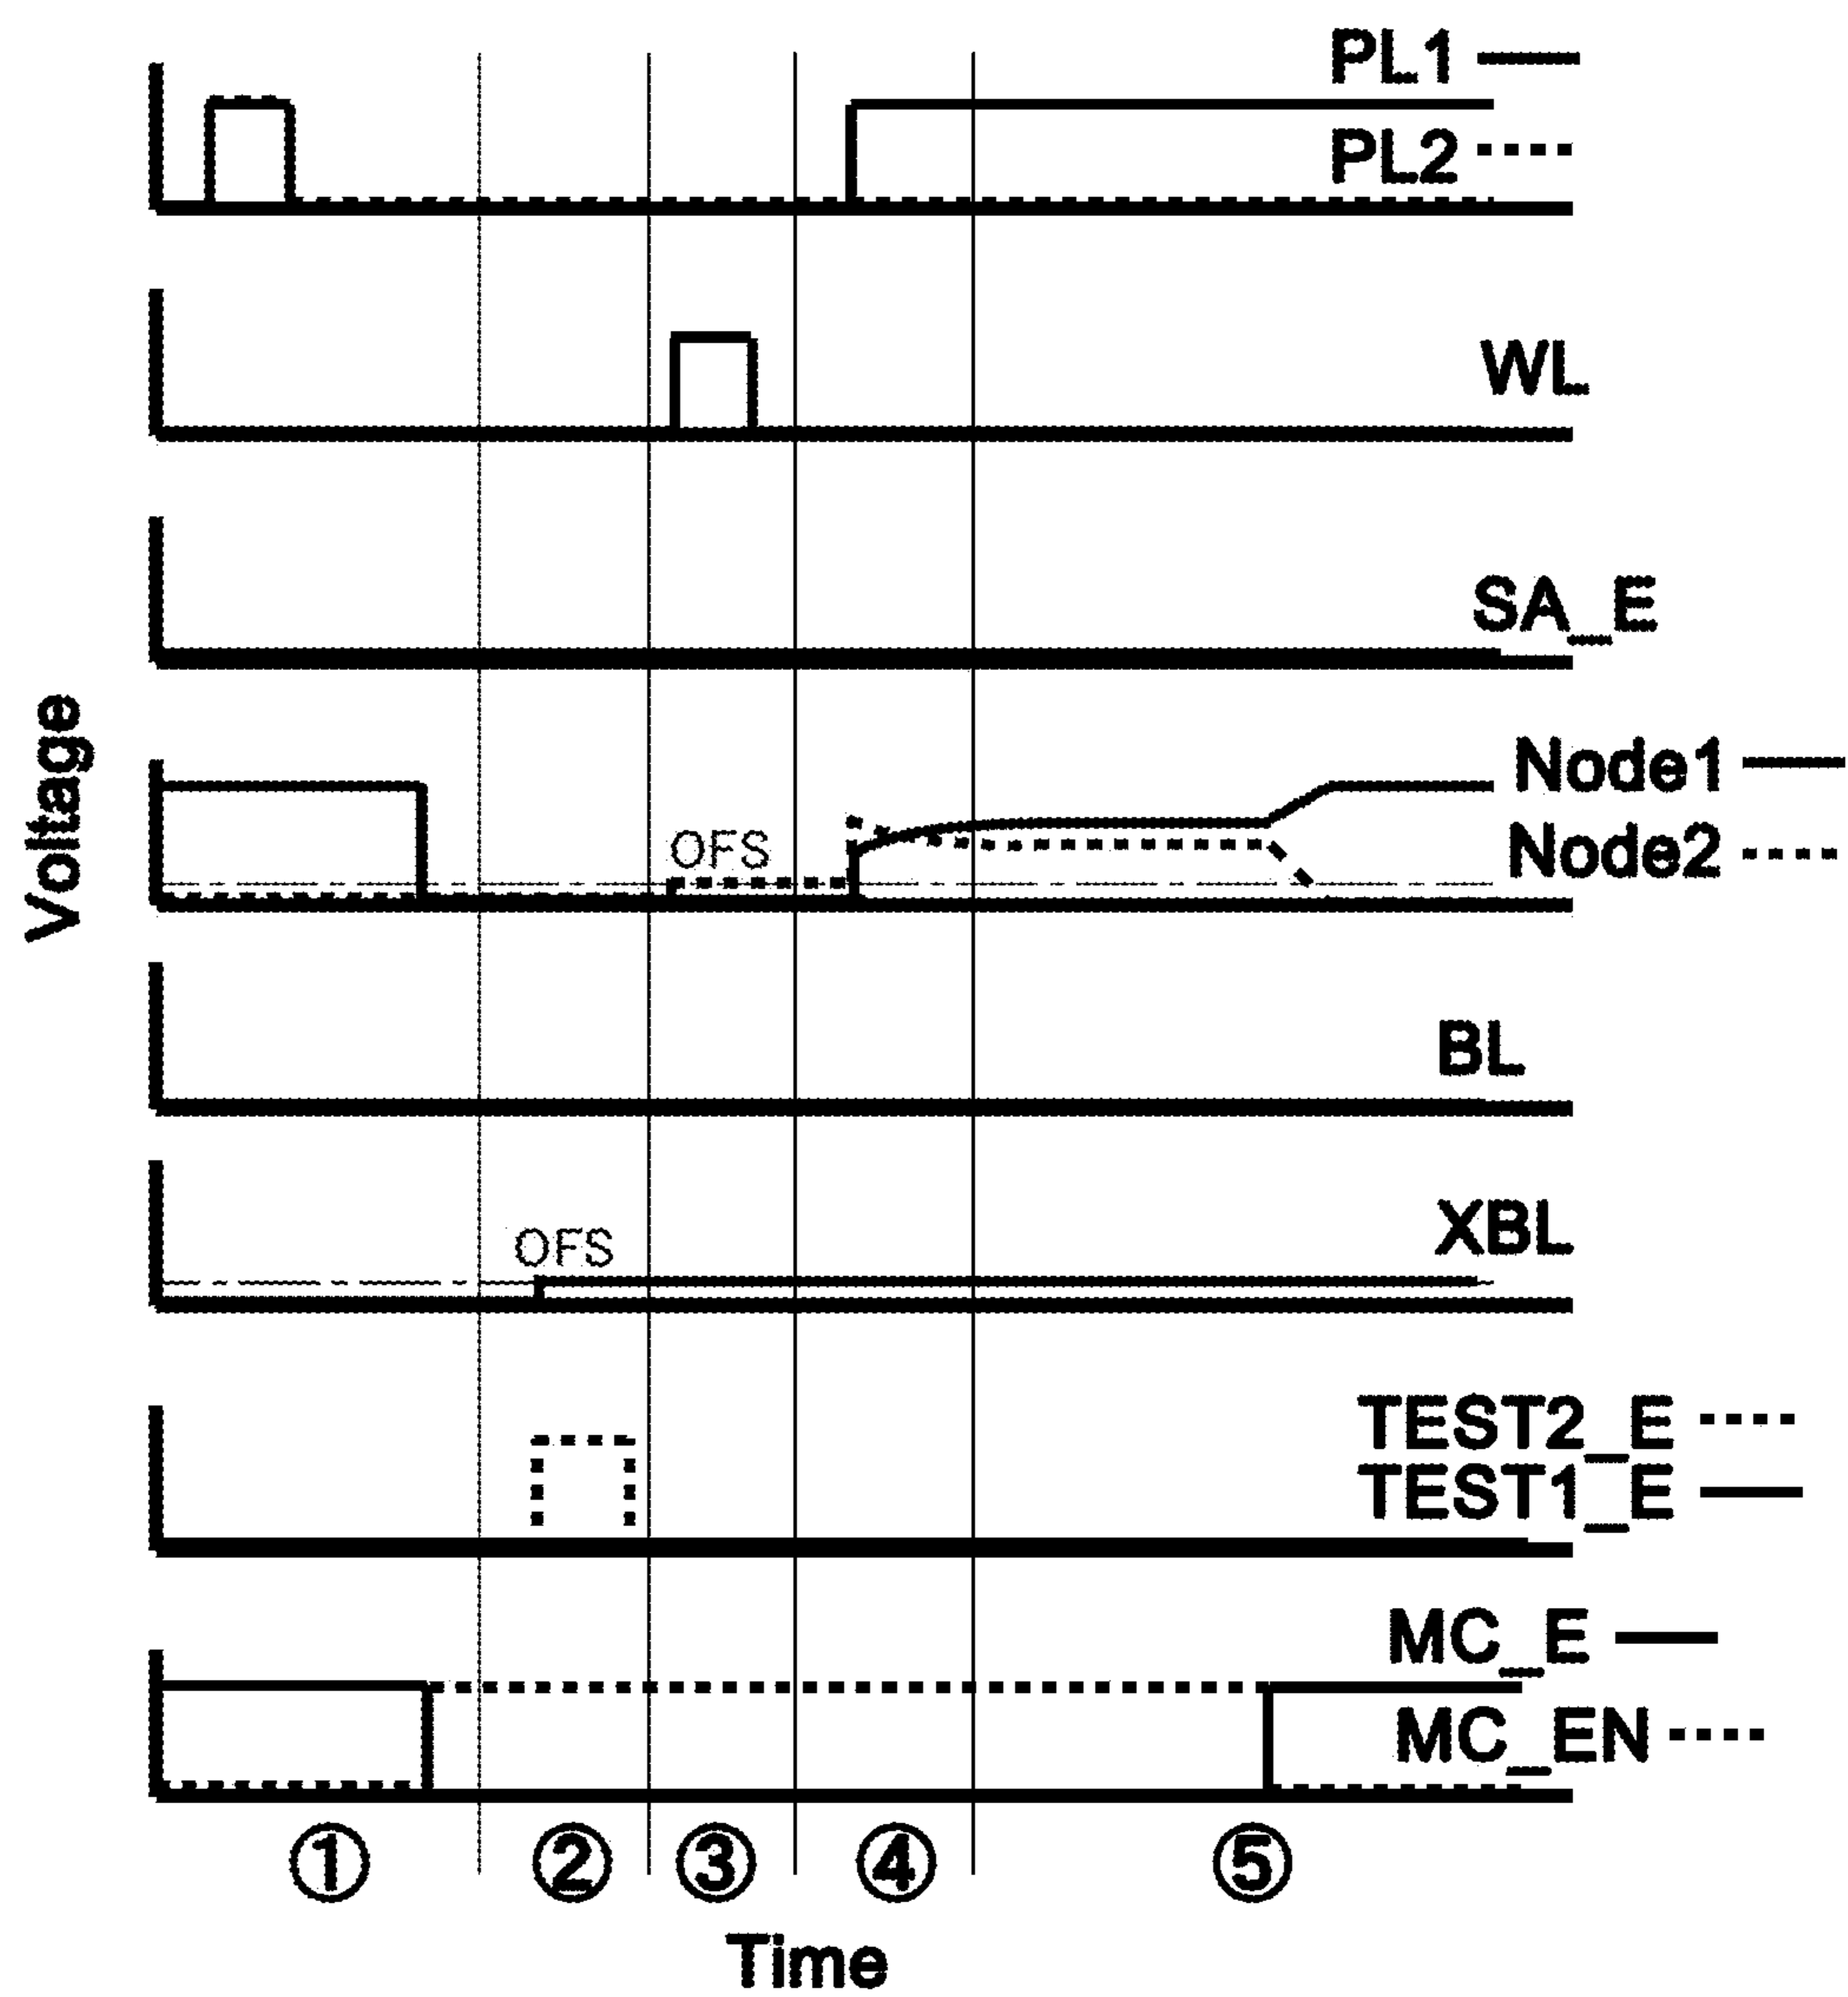 PL1
PL2
WL
SA_E
Voltage
Node1
OFS
Node2
BL
XBL
OFS
TEST2_E
TEST1_E
MC_E
MC_EN
① ② ③ ④ ⑤
Time